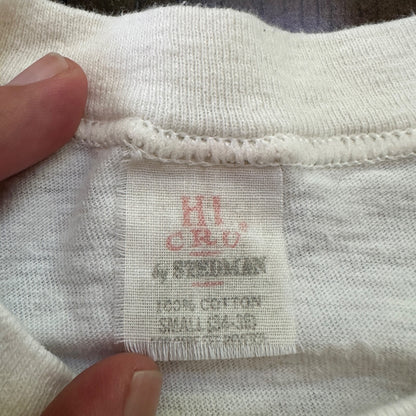 HI
CRU®
by STEDMAN
100% COTTON
SMALL (34-36)